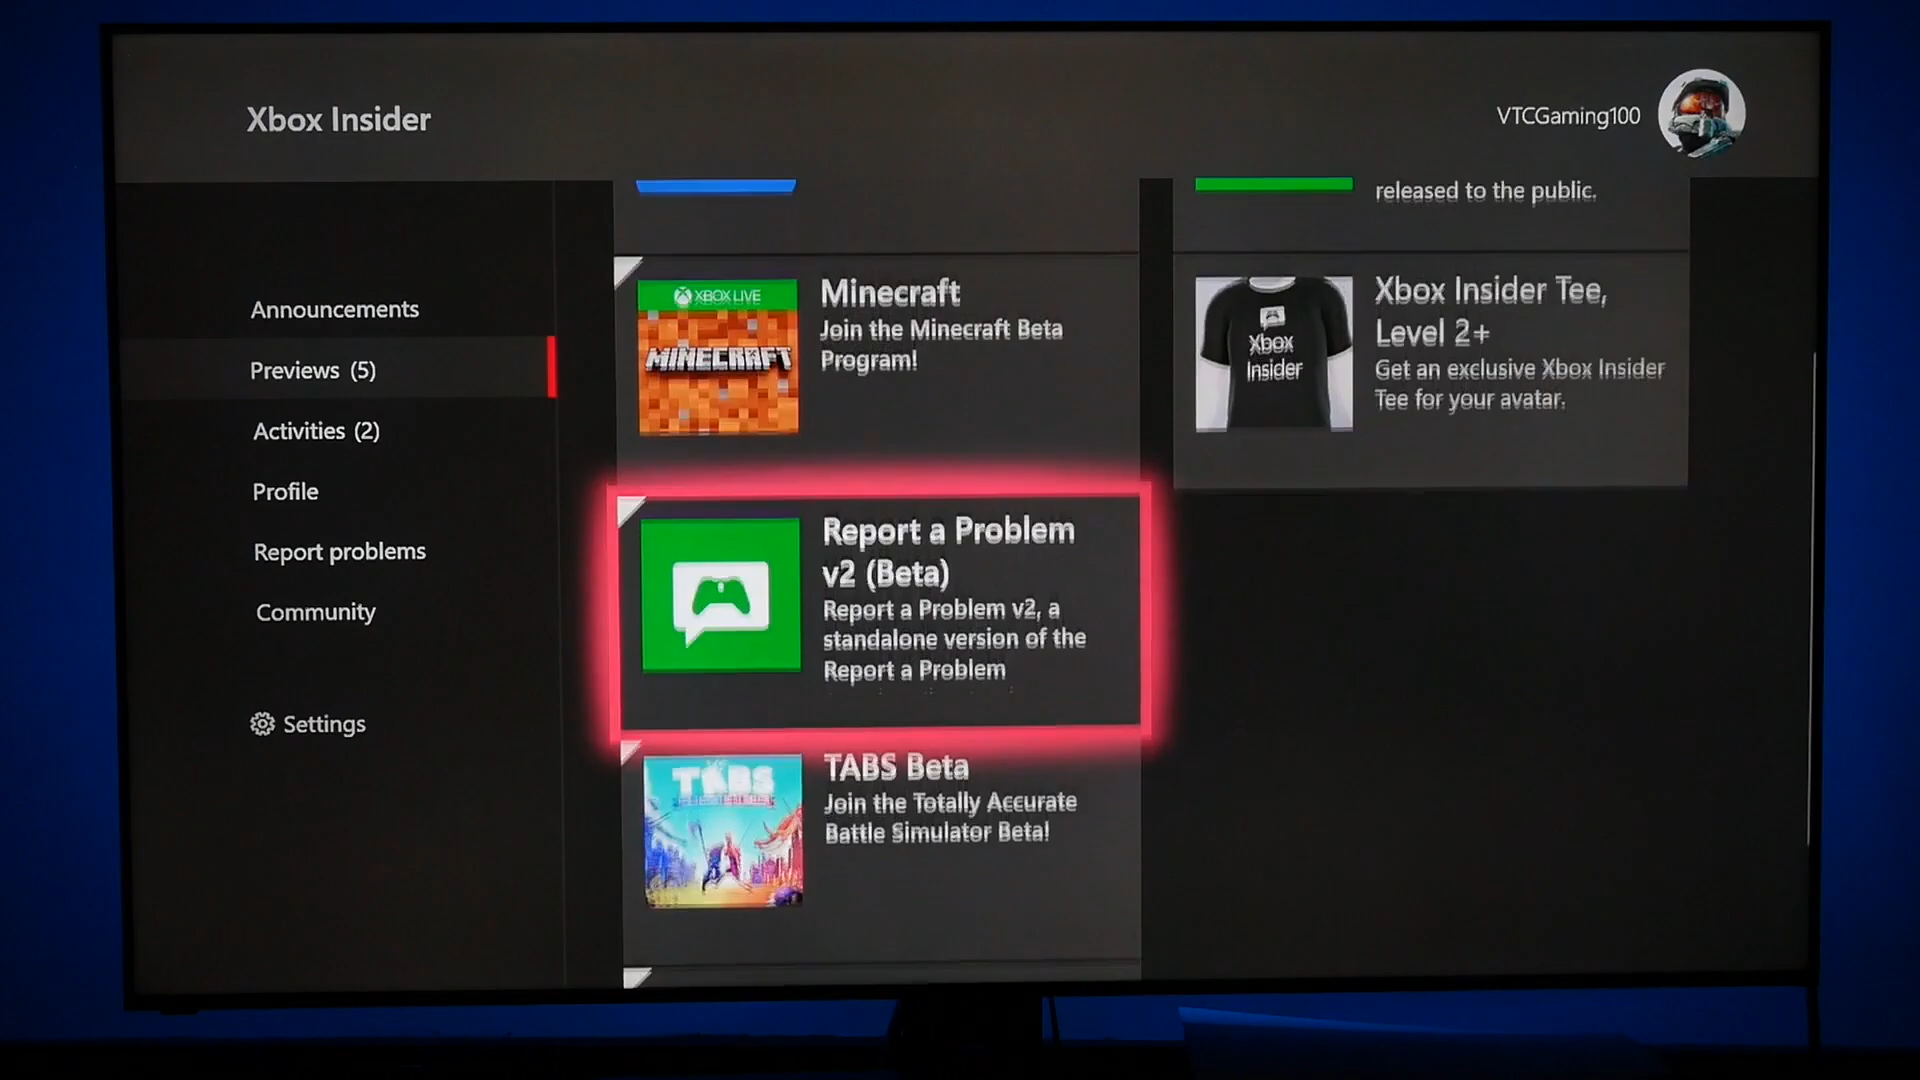 Xbox Insider
VTCGaming100
Announcements
Previews (5)
Activities (2)
Profile
Report problems
Community
Settings
XBOX LIVE
MINECRAFT
Minecraft
Join the Minecraft Beta
Program!
Report a Problem
v2 (Beta)
Report a Problem v2, a
standalone version of the
Report a Problem
TABS
TABS Beta
Join the Totally Accurate
Battle Simulator Beta!
released to the public.
Xbox
Insider
Xbox Insider Tee,
Level 2+
Get an exclusive Xbox Insider
Tee for your avatar.